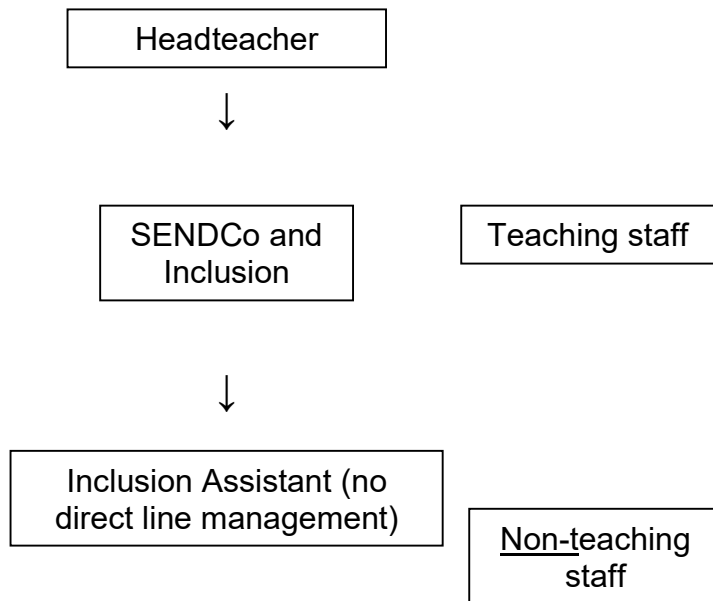 Headteacher
↓
SENDCo and
Inclusion
Teaching staff
↓
Inclusion Assistant (no
direct line management)
Non-teaching
staff